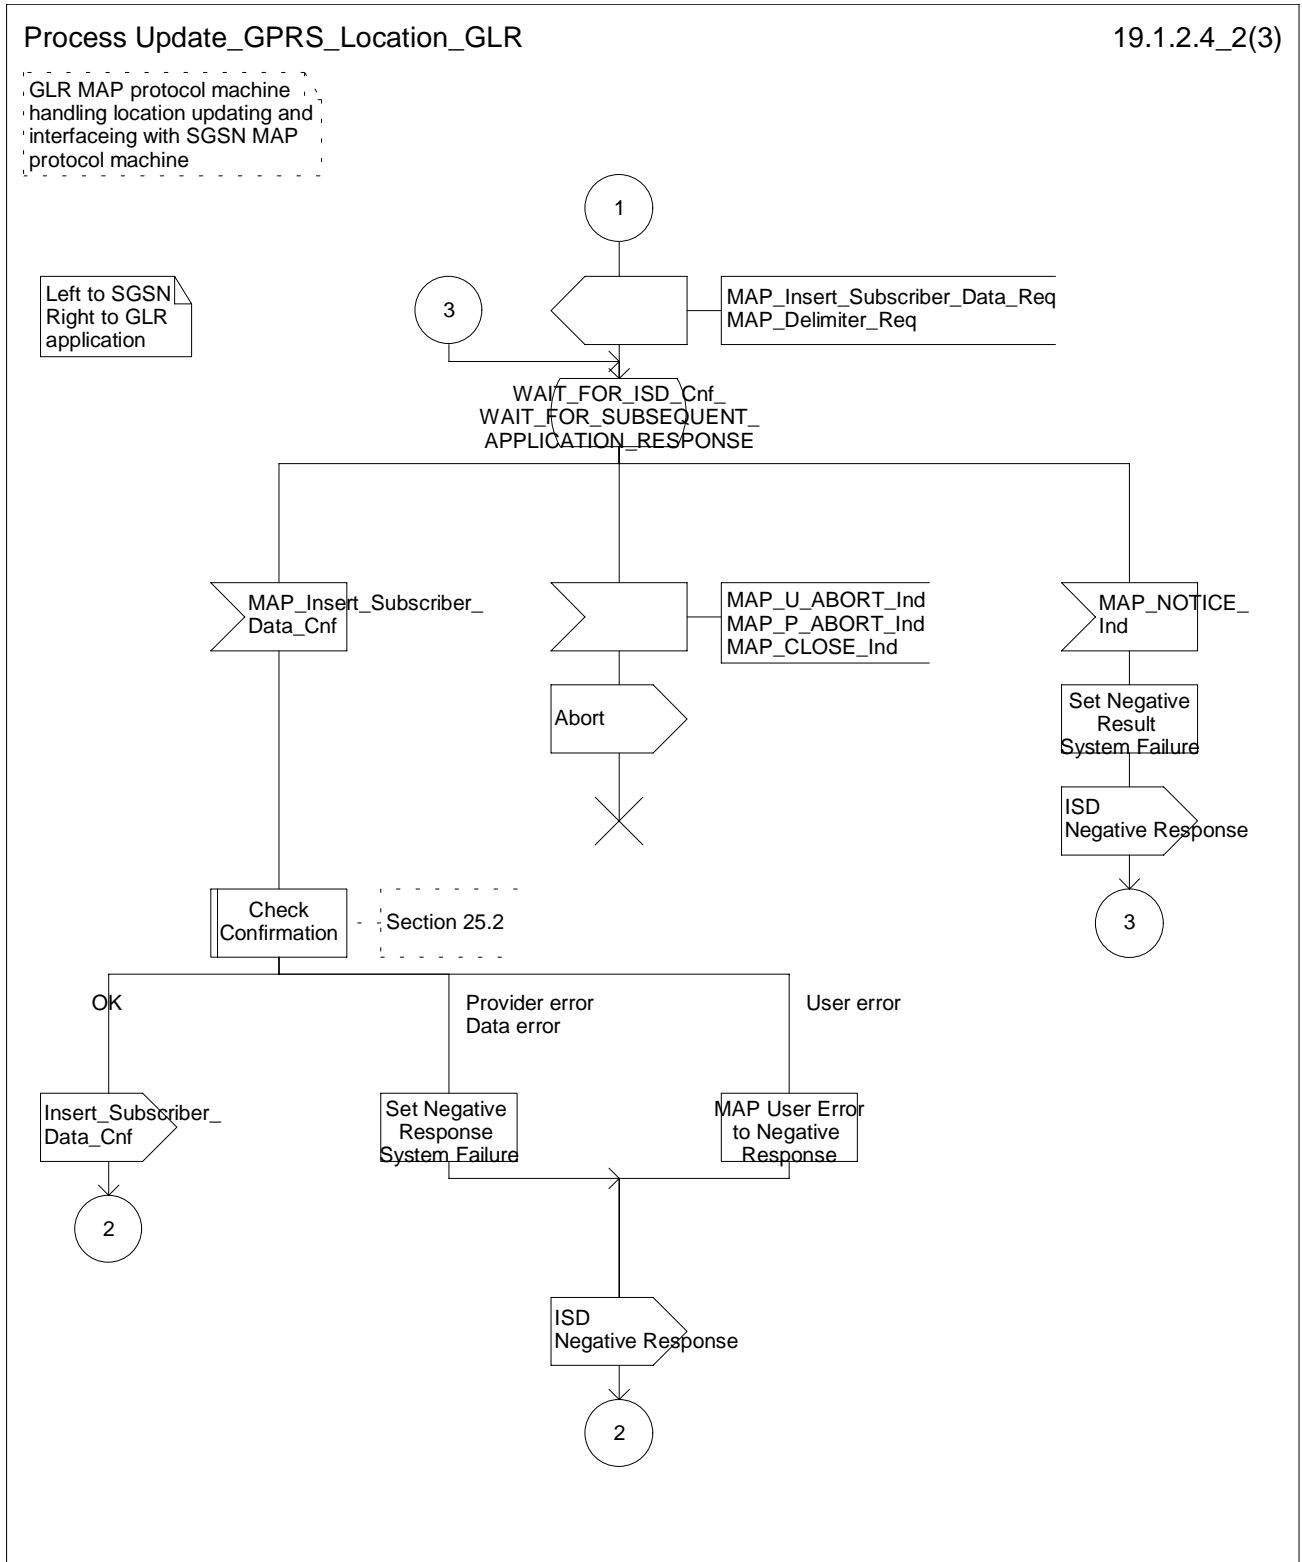 Process Update_GPRS_Location_GLR
19.1.2.4_2(3)
GLR MAP protocol machine
handling location updating and
interfaceing with SGSN MAP
protocol machine
1
Left to SGSN
Right to GLR
application
3
MAP_Insert_Subscriber_Data_Req
MAP_Delimiter_Req
WAIT_FOR_ISD_Cnf_
WAIT_FOR_SUBSEQUENT_
APPLICATION_RESPONSE
MAP_Insert_Subscriber_
Data_Cnf
MAP_U_ABORT_Ind
MAP_P_ABORT_Ind
MAP_CLOSE_Ind
MAP_NOTICE_
Ind
Abort
Set Negative
Result
System Failure
ISD
Negative Response
3
Check
Confirmation
Section 25.2
OK
Provider error
Data error
User error
Insert_Subscriber_
Data_Cnf
Set Negative
Response
System Failure
MAP User Error
to Negative
Response
2
ISD
Negative Response
2